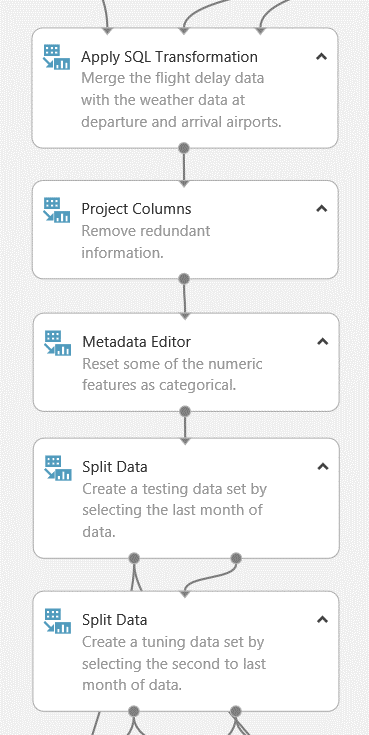 Apply SQL Transformation
Merge the flight delay data
with the weather data at
departure and arrival airports.
Project Columns
Remove redundant
information.
Metadata Editor
Reset some of the numeric
features as categorical.
Split Data
Create a testing data set by
selecting the last month of
data.
Split Data
Create a tuning data set by
selecting the second to last
month of data.